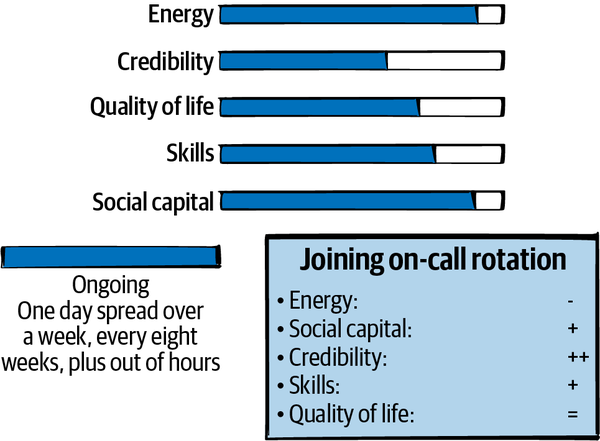 Energy
Credibility
Quality of life
Skills
Social capital
Ongoing
One day spread over
a week, every eight
weeks, plus out of hours
Joining on-call rotation
• Energy: -
• Social capital: +
• Credibility: ++
• Skills: +
• Quality of life: =